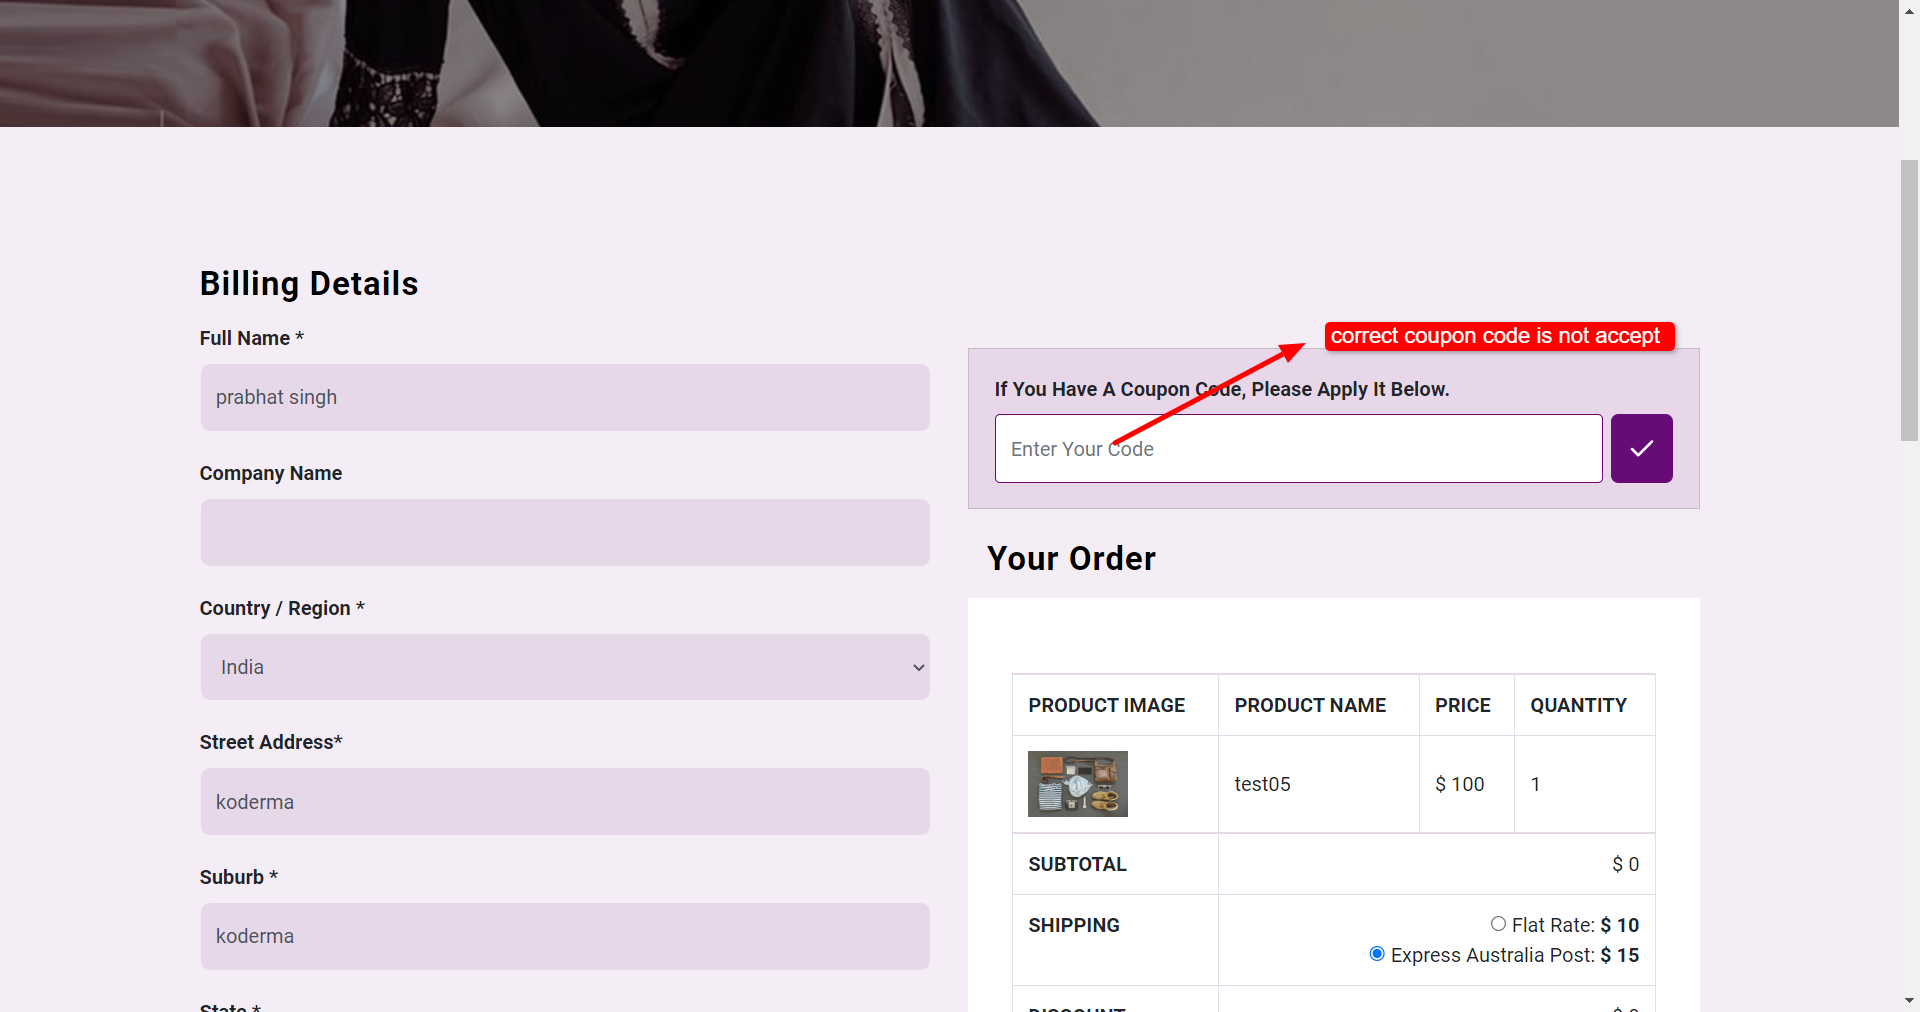 Billing Details
Full Name *
prabhat singh
Company Name
Country / Region *
India
Street Address*
koderma
Suburb *
koderma
State *
correct coupon code is not accept
If You Have A Coupon Code, Please Apply It Below.
Enter Your Code
Your Order
PRODUCT IMAGE PRODUCT NAME PRICE QUANTITY
test05 $ 100 1
SUBTOTAL $ 0
SHIPPING Flat Rate: $ 10
Express Australia Post: $ 15
DISCOUNT $ 0